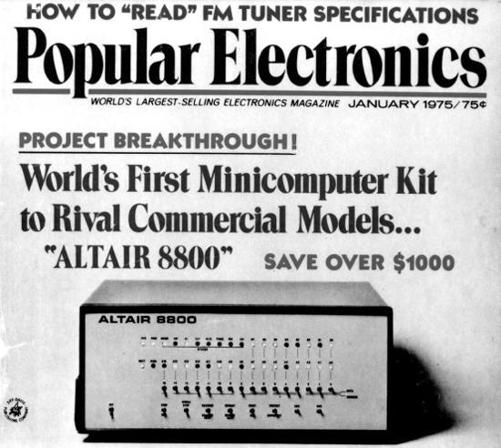 HOW TO “READ” FM TUNER SPECIFICATIONS
Popular Electronics
WORLD'S LARGEST-SELLING ELECTRONICS MAGAZINE JANUARY 1975/75¢
PROJECT BREAKTHROUGH!
World's First Minicomputer Kit
to Rival Commercial Models...
"ALTAIR 8800" SAVE OVER $1000
ALTAIR 8800